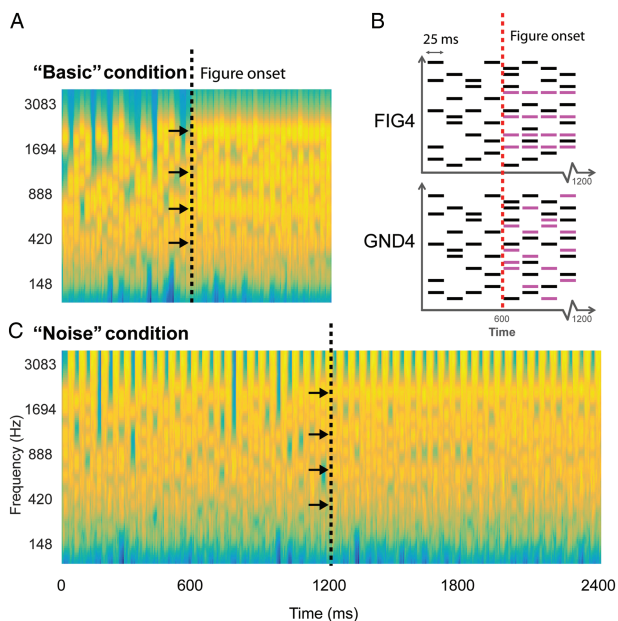 A
"Basic" condition
Figure onset
3083
1694
888
420
148
B
25 ms
Figure onset
FIG4
1200
GND4
600
1200
Time
C "Noise" condition
3083
1694
888
420
148
Frequency (Hz)
0 600 1200 1800 2400
Time (ms)